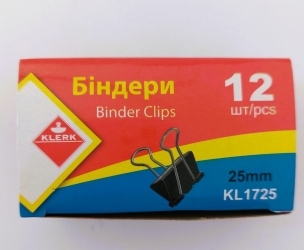 Біндери
Binder Clips
12
шт/pcs
KLERK
25mm
KL1725